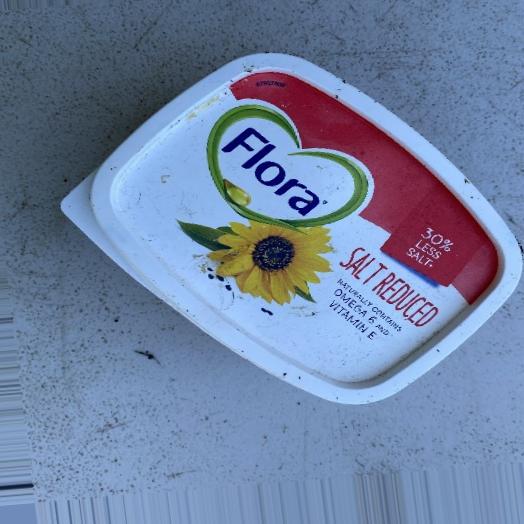 Flora
30%
LESS
SALT*
SALT REDUCED
NATURALLY CONTAINS
OMEGA 6 AND
VITAMIN E